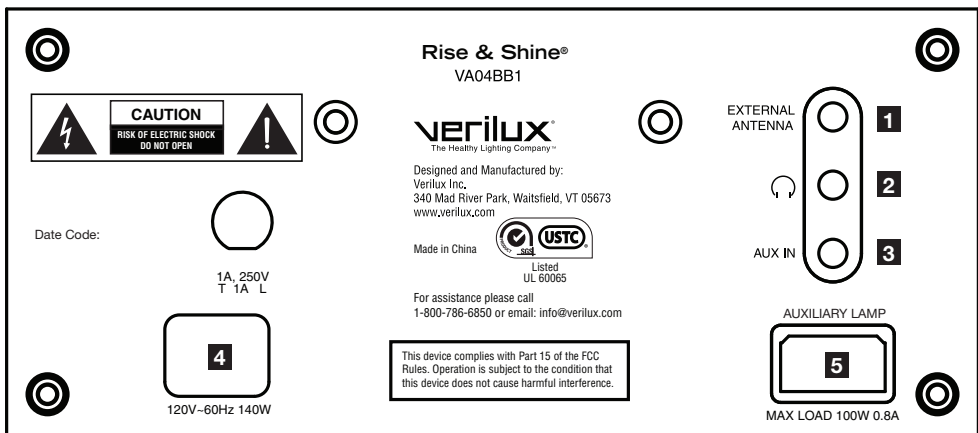 Rise & Shine®
VA04BB1
CAUTION
RISK OF ELECTRIC SHOCK
DO NOT OPEN
verilux®
The Healthy Lighting Company™
Designed and Manufactured by:
Verilux Inc.
340 Mad River Park, Waitsfield, VT 05673
www.verilux.com
Made in China
SGS
USTC®
Listed
UL 60065
For assistance please call
1-800-786-6850 or email: info@verilux.com
This device complies with Part 15 of the FCC
Rules. Operation is subject to the condition that
this device does not cause harmful interference.
Date Code:
1A, 250V
T 1A L
4
120V~60Hz 140W
EXTERNAL
ANTENNA
1
2
AUX IN
3
AUXILIARY LAMP
5
MAX LOAD 100W 0.8A